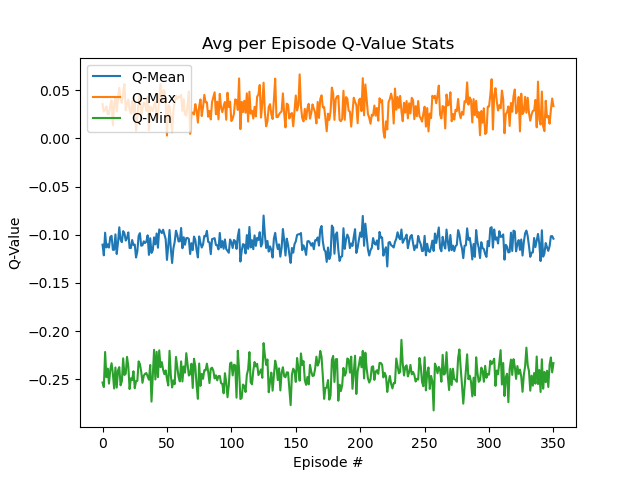 Avg per Episode Q-Value Stats
Q-Mean
Q-Max
Q-Min
0.05
0.00
−0.05
−0.10
−0.15
−0.20
−0.25
Q-Value
0 50 100 150 200 250 300 350
Episode #